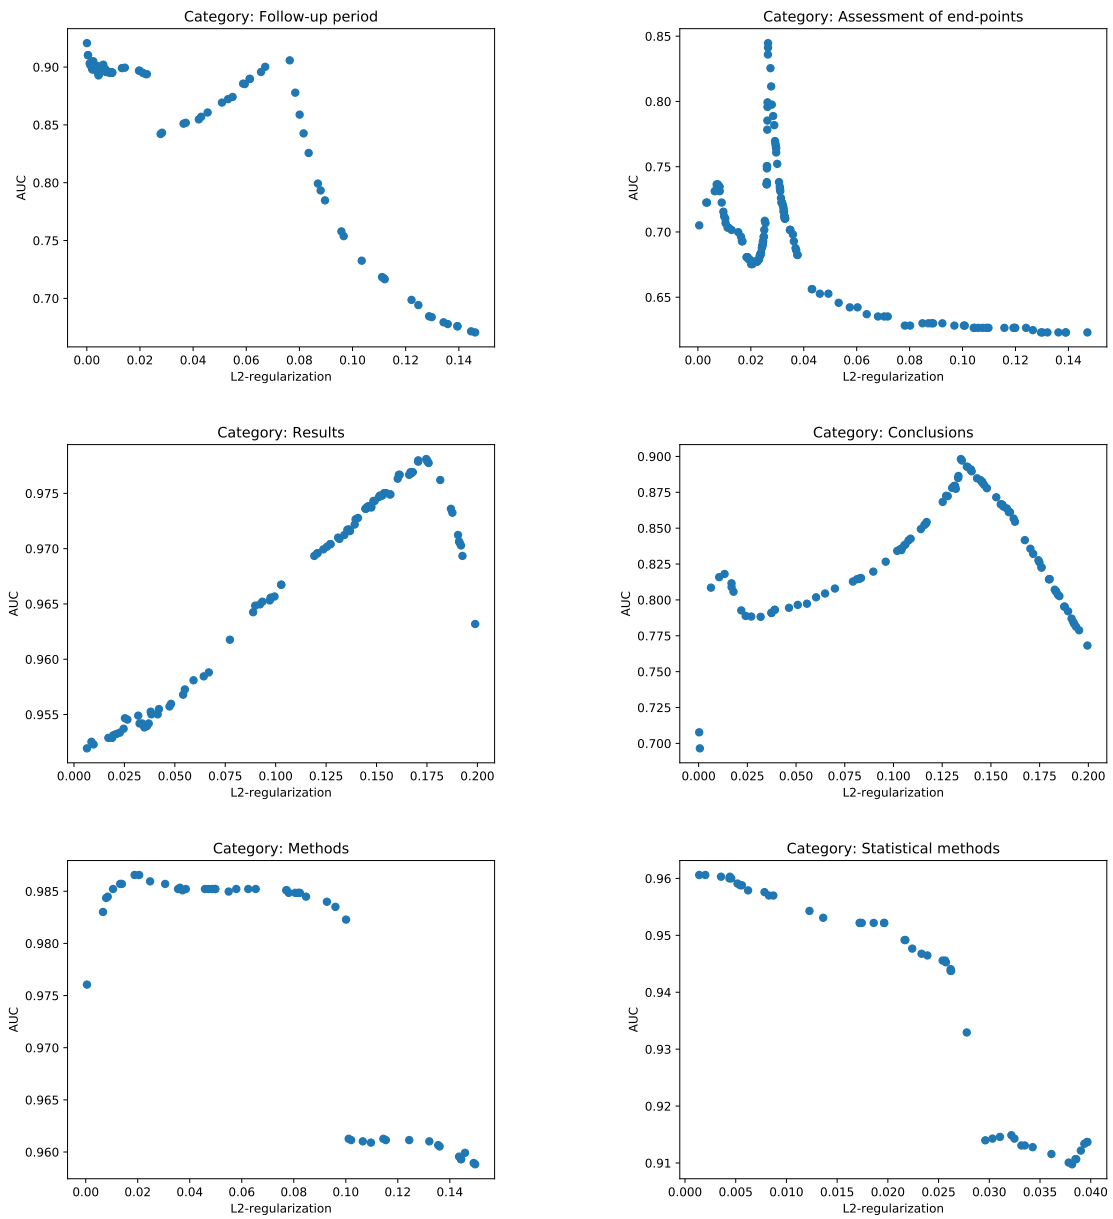 Category: Follow-up period
0.90
0.85
0.80
0.75
0.70
AUC
0.00 0.02 0.04 0.06 0.08 0.10 0.12 0.14
L2-regularization
Category: Assessment of end-points
0.85
0.80
0.75
0.70
0.65
AUC
0.00 0.02 0.04 0.06 0.08 0.10 0.12 0.14
L2-regularization
Category: Results
0.975
0.970
0.965
0.960
0.955
AUC
0.000 0.025 0.050 0.075 0.100 0.125 0.150 0.175 0.200
L2-regularization
Category: Conclusions
0.900
0.875
0.850
0.825
0.800
0.775
0.750
0.725
0.700
AUC
0.000 0.025 0.050 0.075 0.100 0.125 0.150 0.175 0.200
L2-regularization
Category: Methods
0.985
0.980
0.975
0.970
0.965
0.960
AUC
0.00 0.02 0.04 0.06 0.08 0.10 0.12 0.14
L2-regularization
Category: Statistical methods
0.96
0.95
0.94
0.93
0.92
0.91
AUC
0.000 0.005 0.010 0.015 0.020 0.025 0.030 0.035 0.040
L2-regularization